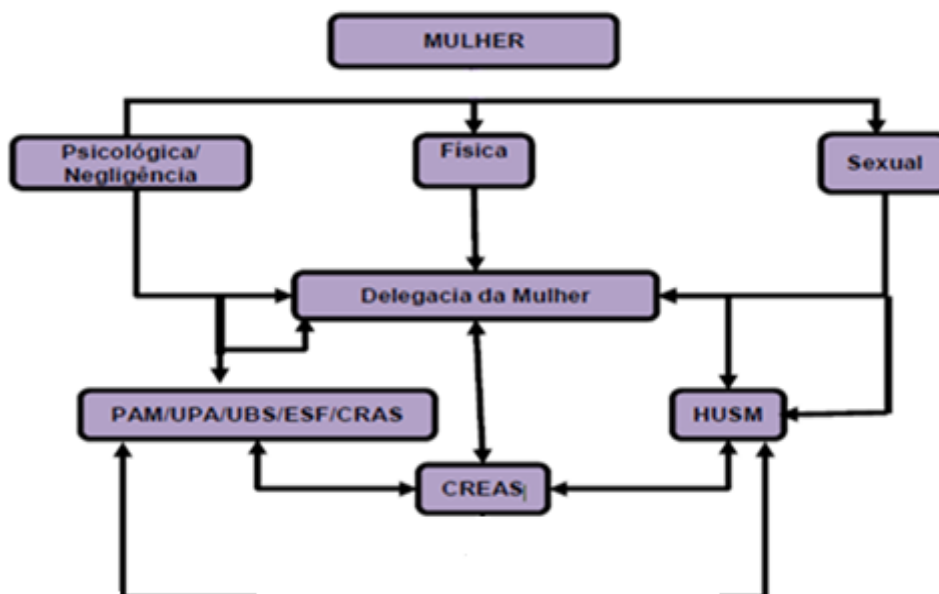 MULHER
Psicológica/
Negligência
Física
Sexual
Delegacia da Mulher
PAM/UPA/UBS/ESF/CRAS
HUSM
CREAS